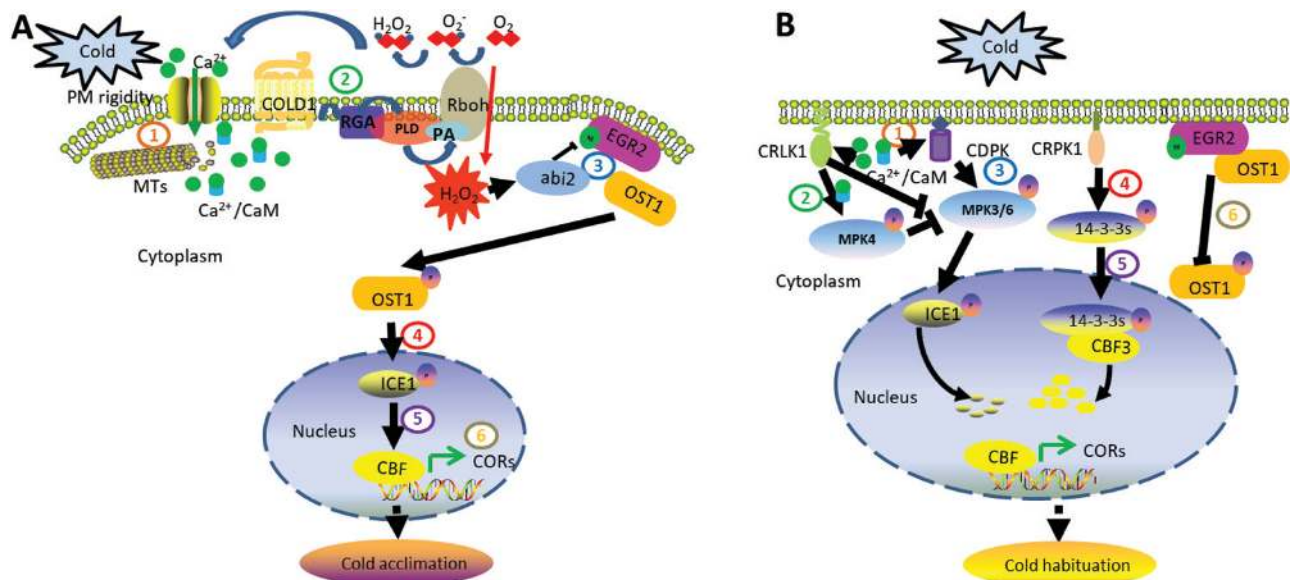 A
Cold
Ca2+
PM rigidity
1
MTs
Ca2+/CaM
Cytoplasm
COLD1
2
H2O2
O2-
O2
RGA
PLD
PA
Rboh
H2O2
abi2
3
N
EGR2
OST1
OST1
P
4
ICE1
P
5
Nucleus
CBF
6
CORs
Cold acclimation
B
Cold
CRLK1
1
Ca2+/CaM
CDPK
CRPK1
N
EGR2
OST1
2
3
4
6
MPK4
P
MPK3/6
P
14-3-3s
P
5
OST1
P
Cytoplasm
ICE1
P
14-3-3s
P
CBF3
Nucleus
CBF
CORs
Cold habituation